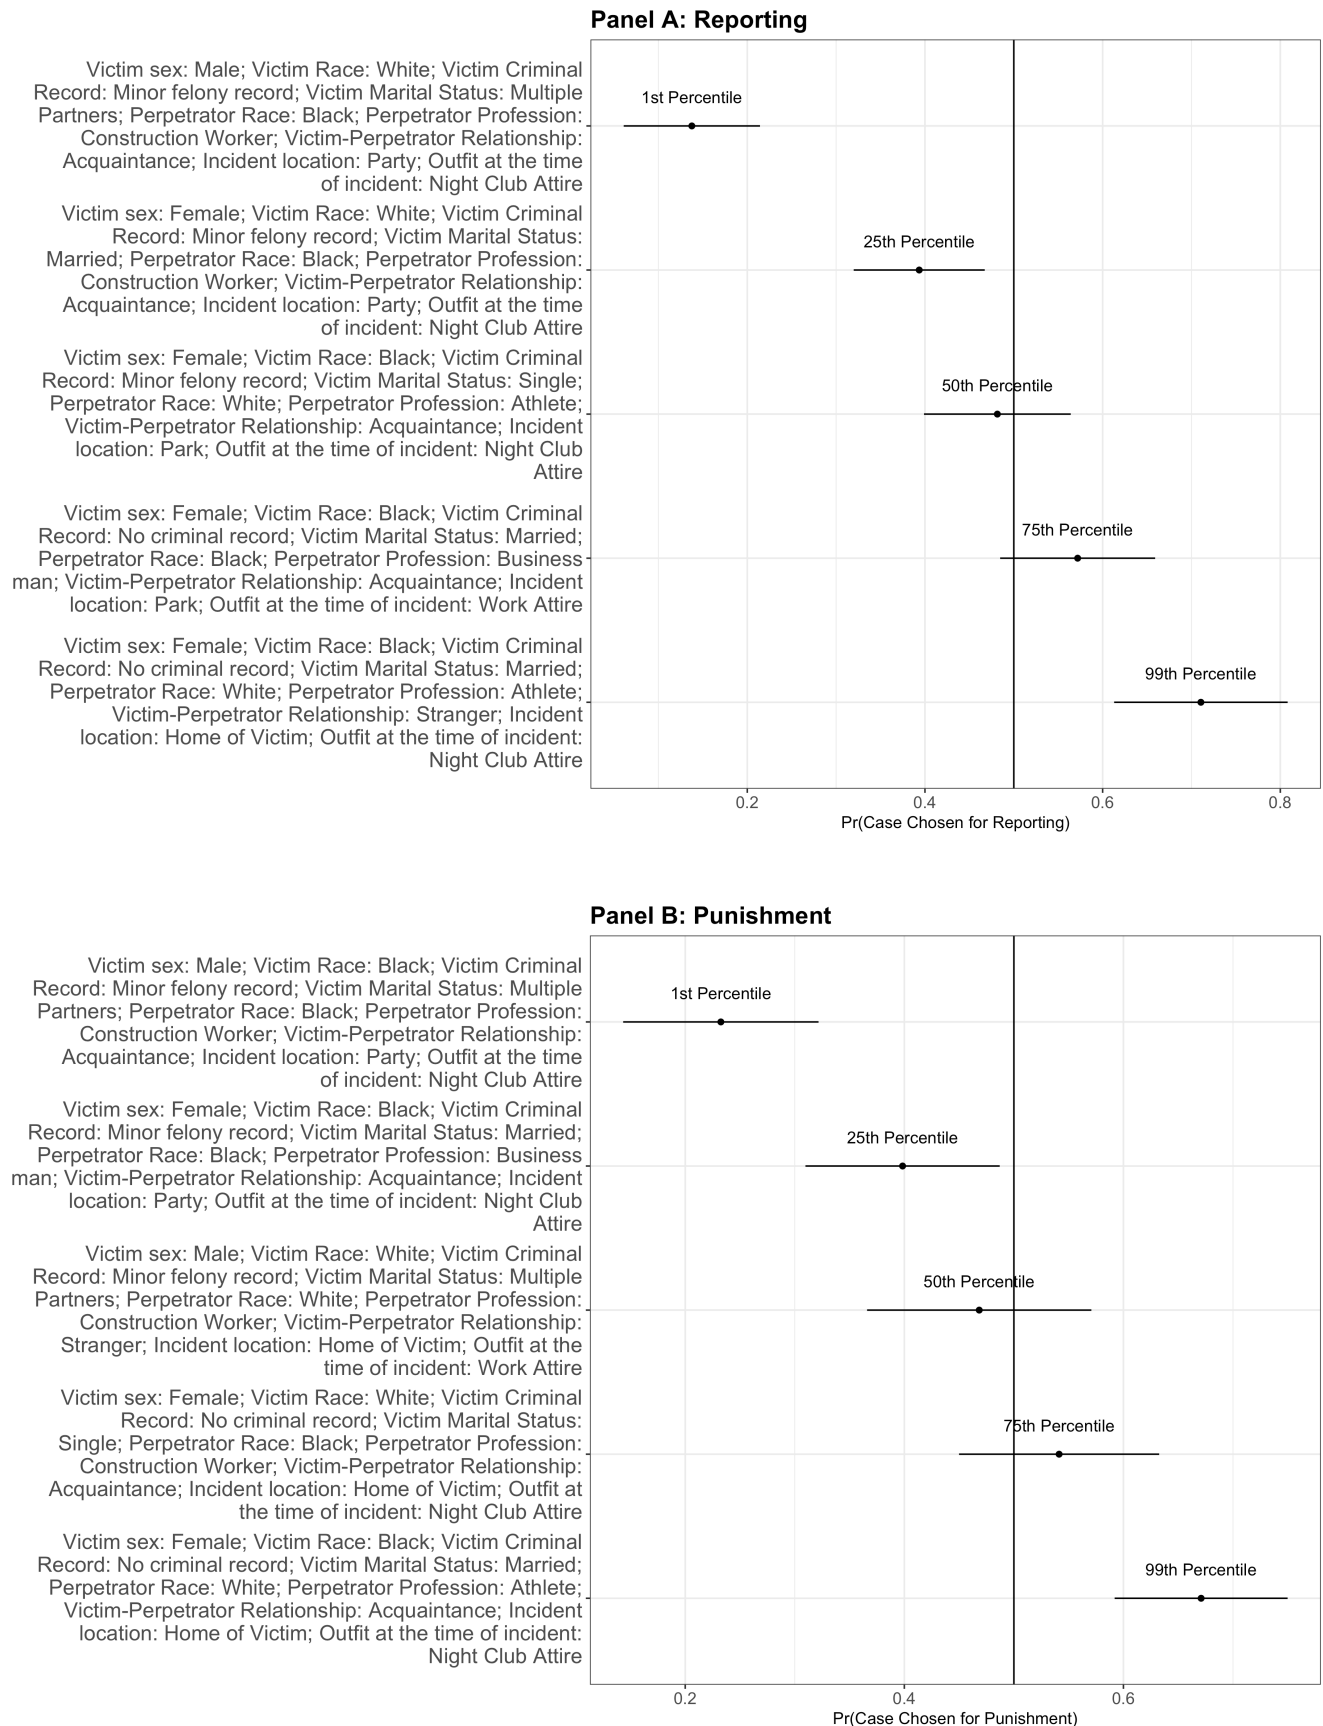 Panel A: Reporting
Victim sex: Male; Victim Race: White; Victim Criminal
Record: Minor felony record; Victim Marital Status: Multiple
Partners; Perpetrator Race: Black; Perpetrator Profession:
Construction Worker; Victim-Perpetrator Relationship:
Acquaintance; Incident location: Party; Outfit at the time
of incident: Night Club Attire
1st Percentile
Victim sex: Female; Victim Race: White; Victim Criminal
Record: Minor felony record; Victim Marital Status:
Married; Perpetrator Race: Black; Perpetrator Profession:
Construction Worker; Victim-Perpetrator Relationship:
Acquaintance; Incident location: Party; Outfit at the time
of incident: Night Club Attire
25th Percentile
Victim sex: Female; Victim Race: Black; Victim Criminal
Record: Minor felony record; Victim Marital Status: Single;
Perpetrator Race: White; Perpetrator Profession: Athlete;
Victim-Perpetrator Relationship: Acquaintance; Incident
location: Park; Outfit at the time of incident: Night Club
Attire
50th Percentile
Victim sex: Female; Victim Race: Black; Victim Criminal
Record: No criminal record; Victim Marital Status: Married;
Perpetrator Race: Black; Perpetrator Profession: Business
man; Victim-Perpetrator Relationship: Acquaintance; Incident
location: Park; Outfit at the time of incident: Work Attire
75th Percentile
Victim sex: Female; Victim Race: Black; Victim Criminal
Record: No criminal record; Victim Marital Status: Married;
Perpetrator Race: White; Perpetrator Profession: Athlete;
Victim-Perpetrator Relationship: Stranger; Incident
location: Home of Victim; Outfit at the time of incident:
Night Club Attire
99th Percentile
0.2 0.4 0.6 0.8
Pr(Case Chosen for Reporting)
Panel B: Punishment
Victim sex: Male; Victim Race: Black; Victim Criminal
Record: Minor felony record; Victim Marital Status: Multiple
Partners; Perpetrator Race: Black; Perpetrator Profession:
Construction Worker; Victim-Perpetrator Relationship:
Acquaintance; Incident location: Party; Outfit at the time
of incident: Night Club Attire
1st Percentile
Victim sex: Female; Victim Race: Black; Victim Criminal
Record: Minor felony record; Victim Marital Status: Married;
Perpetrator Race: Black; Perpetrator Profession: Business
man; Victim-Perpetrator Relationship: Acquaintance; Incident
location: Party; Outfit at the time of incident: Night Club
Attire
25th Percentile
Victim sex: Male; Victim Race: White; Victim Criminal
Record: Minor felony record; Victim Marital Status: Multiple
Partners; Perpetrator Race: White; Perpetrator Profession:
Construction Worker; Victim-Perpetrator Relationship:
Stranger; Incident location: Home of Victim; Outfit at the
time of incident: Work Attire
50th Percentile
Victim sex: Female; Victim Race: White; Victim Criminal
Record: No criminal record; Victim Marital Status:
Single; Perpetrator Race: Black; Perpetrator Profession:
Construction Worker; Victim-Perpetrator Relationship:
Acquaintance; Incident location: Home of Victim; Outfit at
the time of incident: Night Club Attire
75th Percentile
Victim sex: Female; Victim Race: Black; Victim Criminal
Record: No criminal record; Victim Marital Status: Married;
Perpetrator Race: White; Perpetrator Profession: Athlete;
Victim-Perpetrator Relationship: Acquaintance; Incident
location: Home of Victim; Outfit at the time of incident:
Night Club Attire
99th Percentile
0.2 0.4 0.6
Pr(Case Chosen for Punishment)